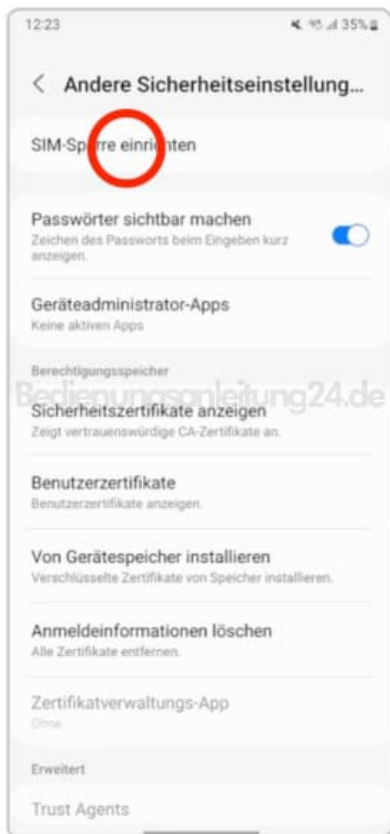 12:23
35%
< Andere Sicherheitseinstellung...
SIM-Sperre einrichten
Passwörter sichtbar machen
Zeichen des Passworts beim Eingeben kurz
anzeigen.
Geräteadministrator-Apps
Keine aktiven Apps
Berechtigungsspeicher
Bedienungsanleitung24.de
Sicherheitszertifikate anzeigen
Zeigt vertrauenswürdige CA-Zertifikate an.
Benutzerzertifikate
Benutzerzertifikate anzeigen.
Von Gerätespeicher installieren
Verschlüsselte Zertifikate von Speicher installieren.
Anmeldeinformationen löschen
Alle Zertifikate entfernen.
Zertifikatverwaltungs-App
Ohne
Erweitert
Trust Agents